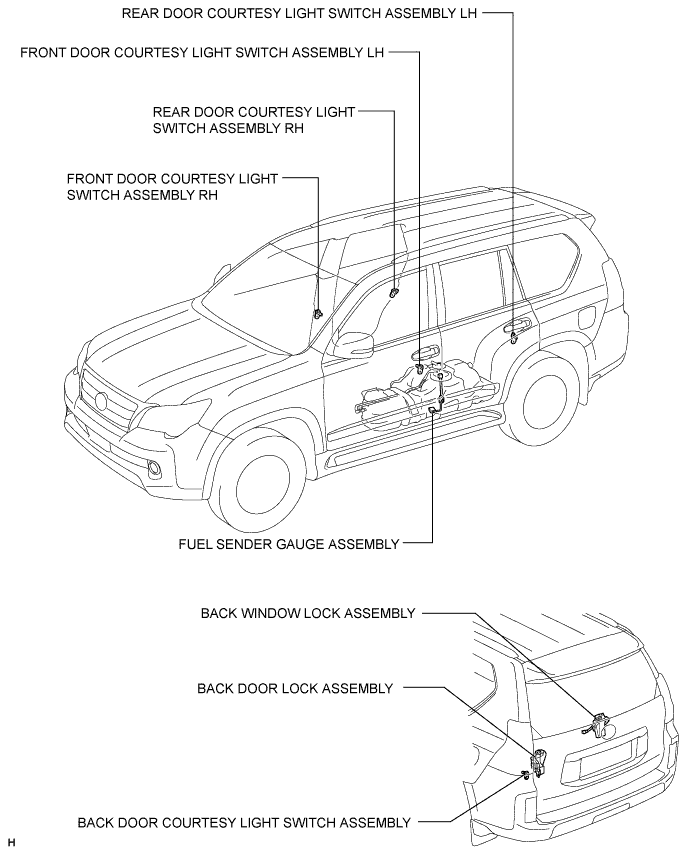 REAR DOOR COURTESY LIGHT SWITCH ASSEMBLY LH
FRONT DOOR COURTESY LIGHT SWITCH ASSEMBLY LH
REAR DOOR COURTESY LIGHT
SWITCH ASSEMBLY RH
FRONT DOOR COURTESY LIGHT
SWITCH ASSEMBLY RH
FUEL SENDER GAUGE ASSEMBLY
BACK WINDOW LOCK ASSEMBLY
BACK DOOR LOCK ASSEMBLY
BACK DOOR COURTESY LIGHT SWITCH ASSEMBLY
H